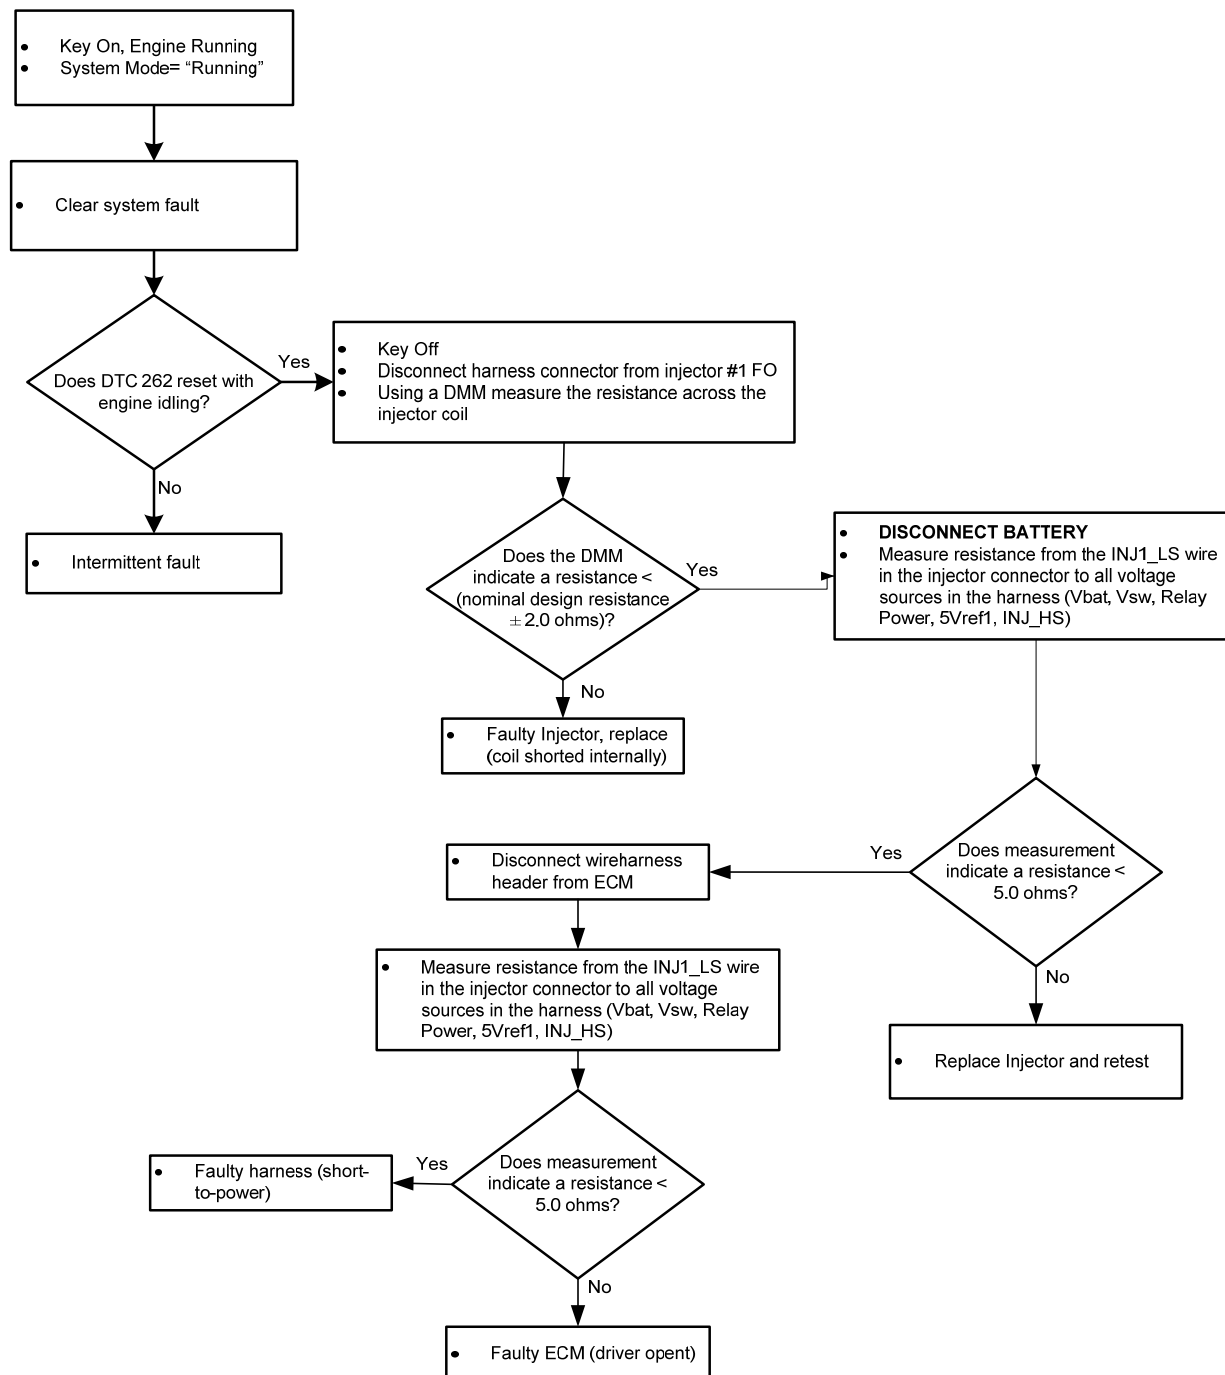 • Key On, Engine Running
• System Mode= “Running”
• Clear system fault
Does DTC 262 reset with
engine idling?
Yes
No
• Intermittent fault
• Key Off
• Disconnect harness connector from injector #1 FO
• Using a DMM measure the resistance across the
injector coil
Does the DMM
indicate a resistance <
(nominal design resistance
± 2.0 ohms)?
Yes
No
• Faulty Injector, replace
(coil shorted internally)
• DISCONNECT BATTERY
• Measure resistance from the INJ1_LS wire
in the injector connector to all voltage
sources in the harness (Vbat, Vsw, Relay
Power, 5Vref1, INJ_HS)
Does measurement
indicate a resistance <
5.0 ohms?
Yes
No
• Replace Injector and retest
• Disconnect wireharness
header from ECM
• Measure resistance from the INJ1_LS wire
in the injector connector to all voltage
sources in the harness (Vbat, Vsw, Relay
Power, 5Vref1, INJ_HS)
Does measurement
indicate a resistance <
5.0 ohms?
Yes
• Faulty harness (short-
to-power)
No
• Faulty ECM (driver opent)